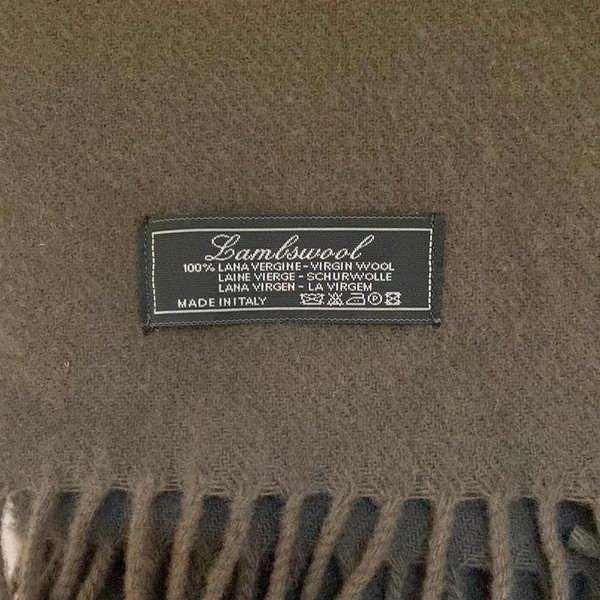 Lambswool
100% LANA VERGINE - VIRGIN WOOL
LAINE VIERGE - SCHURWOLLE
LANA VIRGEN - LA VIRGEM
MADE IN ITALY P